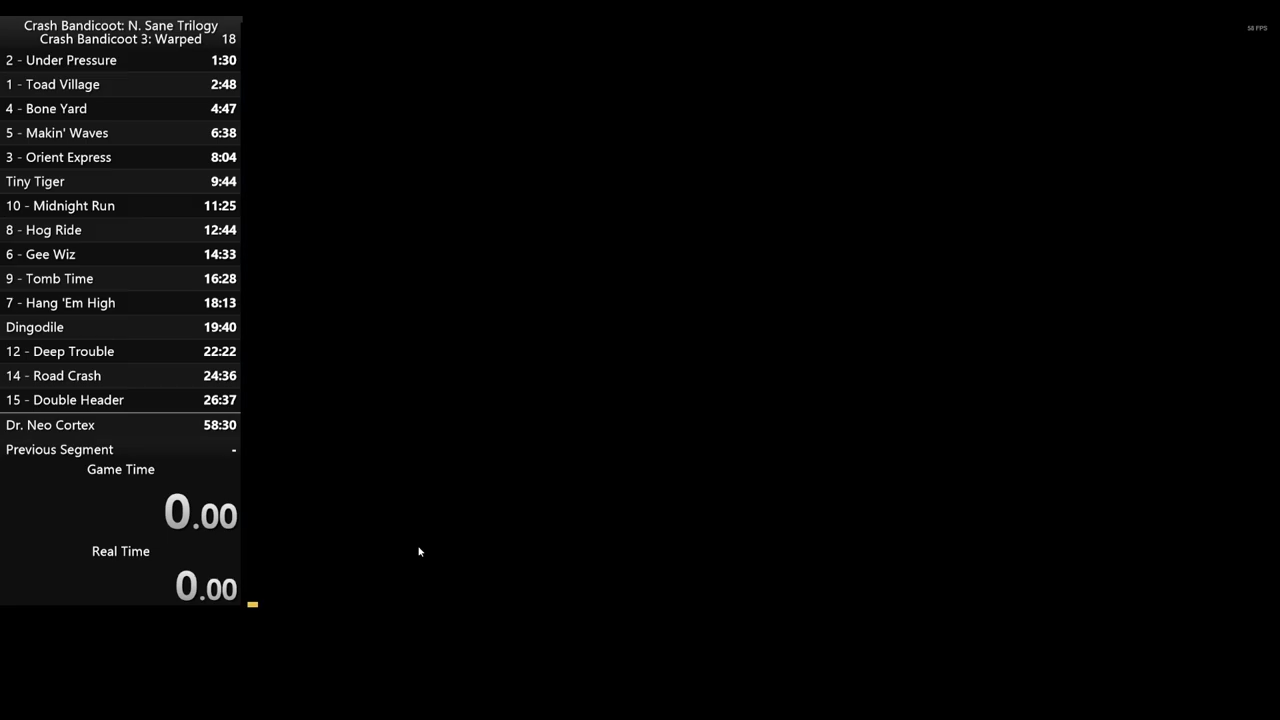 Crash Bandicoot: N. Sane Trilogy
Crash Bandicoot 3: Warped 18
2 - Under Pressure 1:30
1 - Toad Village 2:48
4 - Bone Yard 4:47
5 - Makin' Waves 6:38
3 - Orient Express 8:04
Tiny Tiger 9:44
10 - Midnight Run 11:25
8 - Hog Ride 12:44
6 - Gee Wiz 14:33
9 - Tomb Time 16:28
7 - Hang 'Em High 18:13
Dingodile 19:40
12 - Deep Trouble 22:22
14 - Road Crash 24:36
15 - Double Header 26:37
Dr. Neo Cortex 58:30
Previous Segment -
Game Time
0.00
Real Time
0.00
58 FPS